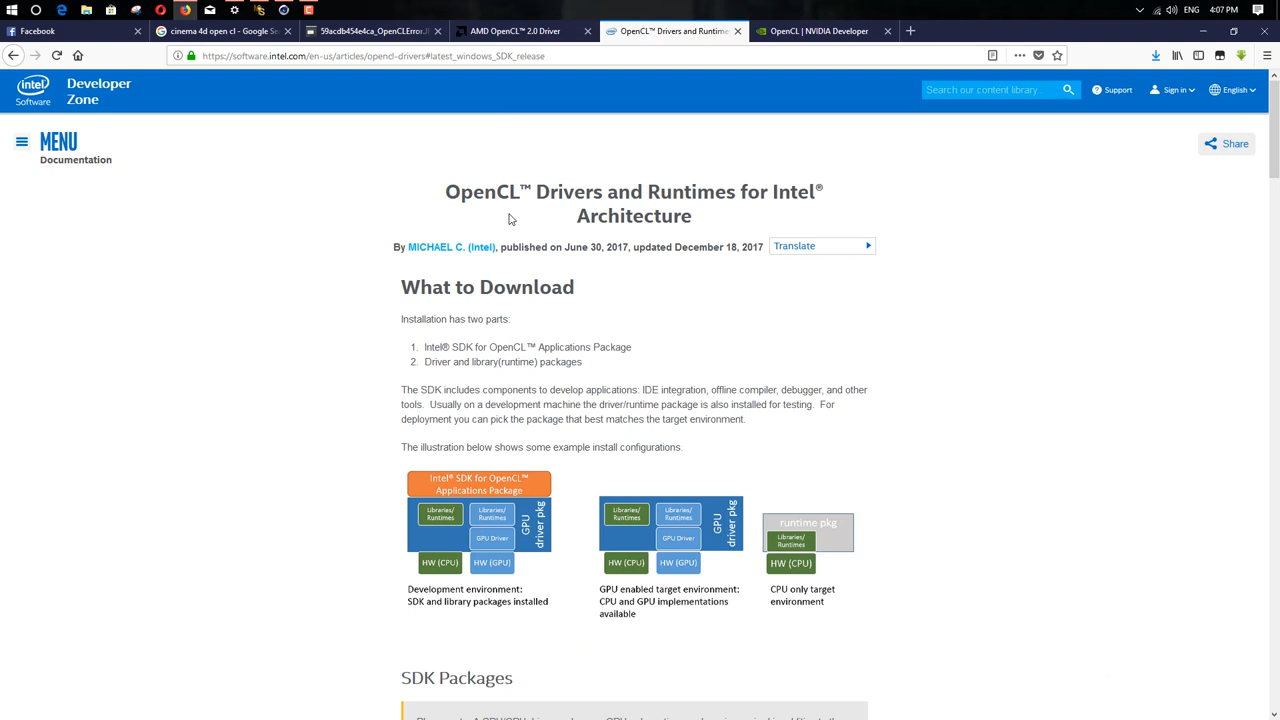 ENG 4:07 PM
Facebook
cinema 4d open cl - Google Se
59acdb454e4ca_OpenCLError.J
AMD OpenCL™ 2.0 Driver
OpenCL™ Drivers and Runtime
OpenCL | NVIDIA Developer
https://software.intel.com/en-us/articles/opencl-drivers#latest_windows_SDK_release
intel
Software
Developer
Zone
Search our content library...
Support
Sign in
English
MENU
Documentation
Share
OpenCL™ Drivers and Runtimes for Intel®
Architecture
By MICHAEL C. (Intel), published on June 30, 2017, updated December 18, 2017
Translate
What to Download
Installation has two parts:
1. Intel® SDK for OpenCL™ Applications Package
2. Driver and library(runtime) packages
The SDK includes components to develop applications: IDE integration, offline compiler, debugger, and other
tools. Usually on a development machine the driver/runtime package is also installed for testing. For
deployment you can pick the package that best matches the target environment.
The illustration below shows some example install configurations.
Intel® SDK for OpenCL™
Applications Package
Libraries/
Runtimes
Libraries/
Runtimes
GPU Driver
GPU
driver pkg
HW (CPU)
HW (GPU)
Development environment:
SDK and library packages installed
Libraries/
Runtimes
Libraries/
Runtimes
GPU Driver
GPU
driver pkg
HW (CPU)
HW (GPU)
GPU enabled target environment:
CPU and GPU implementations
available
runtime pkg
Libraries/
Runtimes
HW (CPU)
CPU only target
environment
SDK Packages